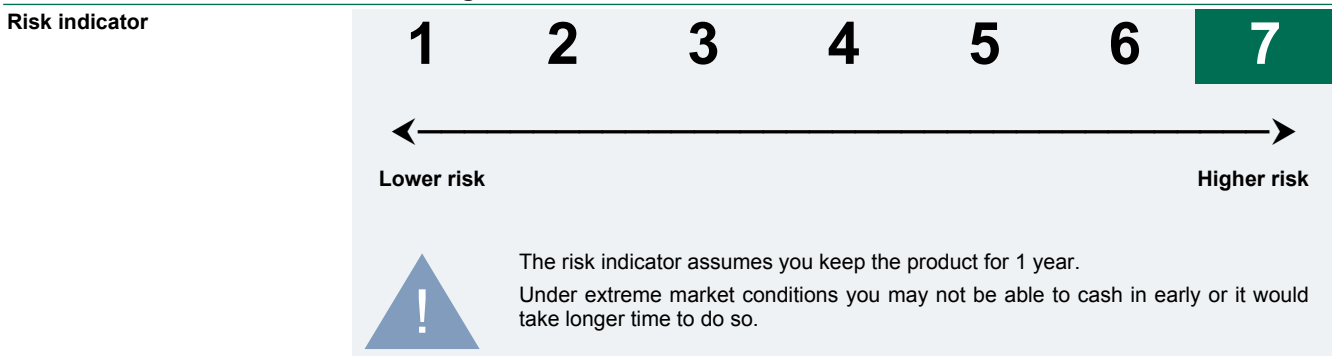 Risk indicator
1 2 3 4 5 6 7
Lower risk Higher risk
!
The risk indicator assumes you keep the product for 1 year.
Under extreme market conditions you may not be able to cash in early or it would
take longer time to do so.